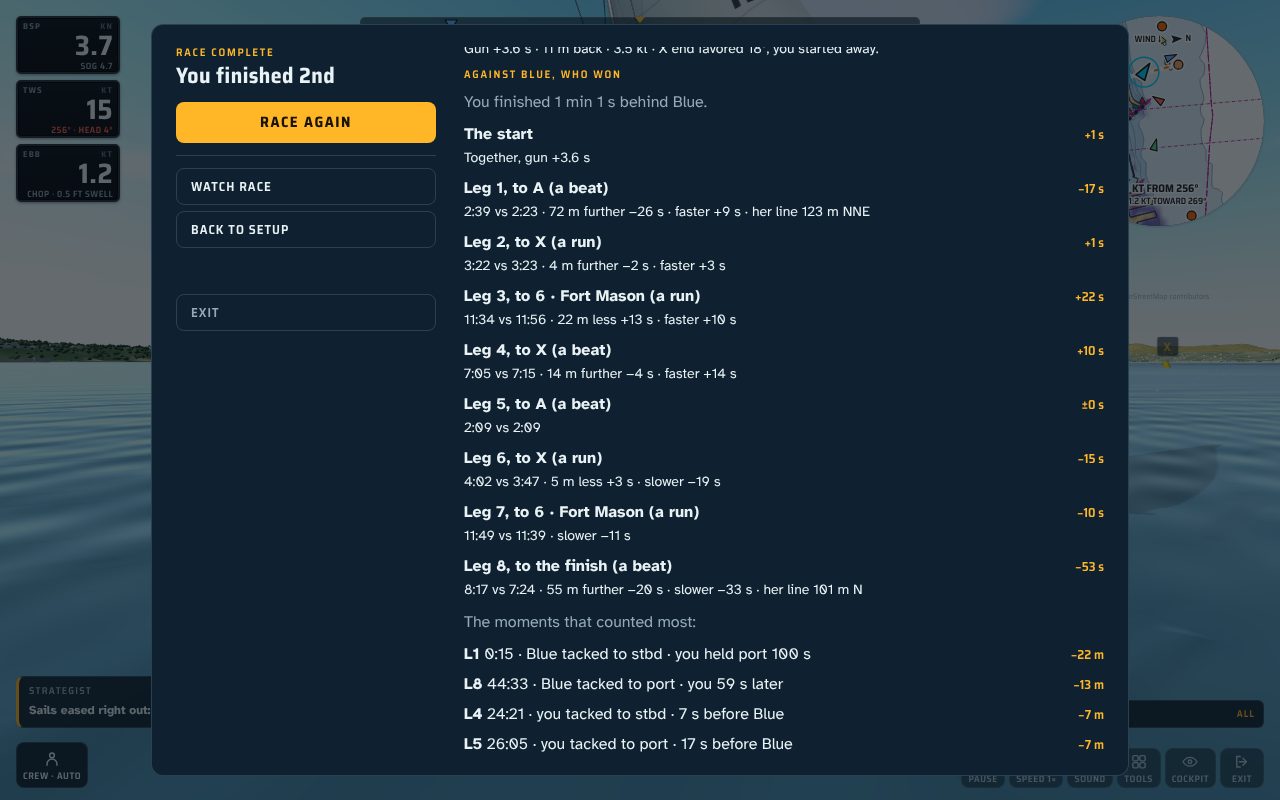 BSP KN
3.7
SOG 4.7
TWS KT
15
256° · HEAD 4°
EBB KT
1.2
CHOP · 0.5 FT SWELL
RACE COMPLETE
You finished 2nd
RACE AGAIN
WATCH RACE
BACK TO SETUP
EXIT
Gun +3.6 s · 11 m back · 3.5 kt · X end favored 18°, you started away.
AGAINST BLUE, WHO WON
You finished 1 min 1 s behind Blue.
The start +1 s
Together, gun +3.6 s
Leg 1, to A (a beat) −17 s
2:39 vs 2:23 · 72 m further −26 s · faster +9 s · her line 123 m NNE
Leg 2, to X (a run) +1 s
3:22 vs 3:23 · 4 m further −2 s · faster +3 s
Leg 3, to 6 · Fort Mason (a run) +22 s
11:34 vs 11:56 · 22 m less +13 s · faster +10 s
Leg 4, to X (a beat) +10 s
7:05 vs 7:15 · 14 m further −4 s · faster +14 s
Leg 5, to A (a beat) ±0 s
2:09 vs 2:09
Leg 6, to X (a run) −15 s
4:02 vs 3:47 · 5 m less +3 s · slower −19 s
Leg 7, to 6 · Fort Mason (a run) −10 s
11:49 vs 11:39 · slower −11 s
Leg 8, to the finish (a beat) −53 s
8:17 vs 7:24 · 55 m further −20 s · slower −33 s · her line 101 m N
The moments that counted most:
L1 0:15 · Blue tacked to stbd · you held port 100 s −22 m
L8 44:33 · Blue tacked to port · you 59 s later −13 m
L4 24:21 · you tacked to stbd · 7 s before Blue −7 m
L5 26:05 · you tacked to port · 17 s before Blue −7 m
WIND N
KT FROM 256°
1.2 KT TOWARD 269°
StreetMap contributors
X
STRATEGIST
Sails eased right out:
ALL
CREW · AUTO
PAUSE SPEED 1× SOUND TOOLS COCKPIT EXIT